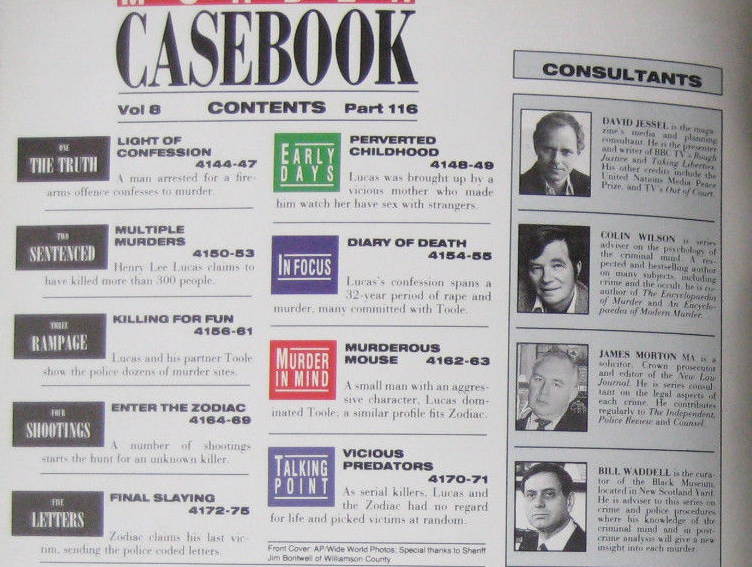 MURDER
CASEBOOK
Vol 8 CONTENTS Part 116
ONE
THE TRUTH
LIGHT OF
CONFESSION
4144-47
A man arrested for a fire-
arms offence confesses to murder.
TWO
SENTENCED
MULTIPLE
MURDERS
4150-53
Henry Lee Lucas claims to
have killed more than 300 people.
THREE
RAMPAGE
KILLING FOR FUN
4156-61
Lucas and his partner Toole
show the police dozens of murder sites.
FOUR
SHOOTINGS
ENTER THE ZODIAC
4164-69
A number of shootings
starts the hunt for an unknown killer.
FIVE
LETTERS
FINAL SLAYING
4172-75
Zodiac claims his last vic-
tim, sending the police coded letters.
EARLY
DAYS
PERVERTED
CHILDHOOD
4148-49
Lucas was brought up by a
vicious mother who made
him watch her have sex with strangers.
IN FOCUS
DIARY OF DEATH
4154-55
Lucas's confession spans a
32-year period of rape and
murder, many committed with Toole.
MURDER
IN MIND
MURDEROUS
MOUSE 4162-63
A small man with an aggres-
sive character, Lucas dom-
inated Toole; a similar profile fits Zodiac.
TALKING
POINT
VICIOUS
PREDATORS
4170-71
As serial killers, Lucas and
the Zodiac had no regard
for life and picked victims at random.
Front Cover: AP/Wide World Photos; Special thanks to Sheriff
Jim Bontwell of Williamson County
CONSULTANTS
DAVID JESSEL is the maga-
zine's media and planning
consultant. He is the presenter
and writer of BBC TV's Rough
Justice and Taking Liberties.
His other credits include the
United Nations Media Peace
Prize, and TV's Out of Court.
COLIN WILSON is series
adviser on the psychology of
the criminal mind. A res-
pected and bestselling author
on many subjects, including
crime and the occult, he is co-
author of The Encyclopaedia
of Murder and An Encyclo-
paedia of Modern Murder.
JAMES MORTON MA is a
solicitor, Crown prosecutor
and editor of the New Law
Journal. He is series consul-
tant on the legal aspects of
each crime. He contributes
regularly to The Independent,
Police Review and Counsel.
BILL WADDELL is the cura-
tor of the Black Museum,
located in New Scotland Yard.
He is adviser to this series on
crime and police procedures
where his knowledge of the
criminal mind and in post-
crime analysis will give a new
insight into each murder.